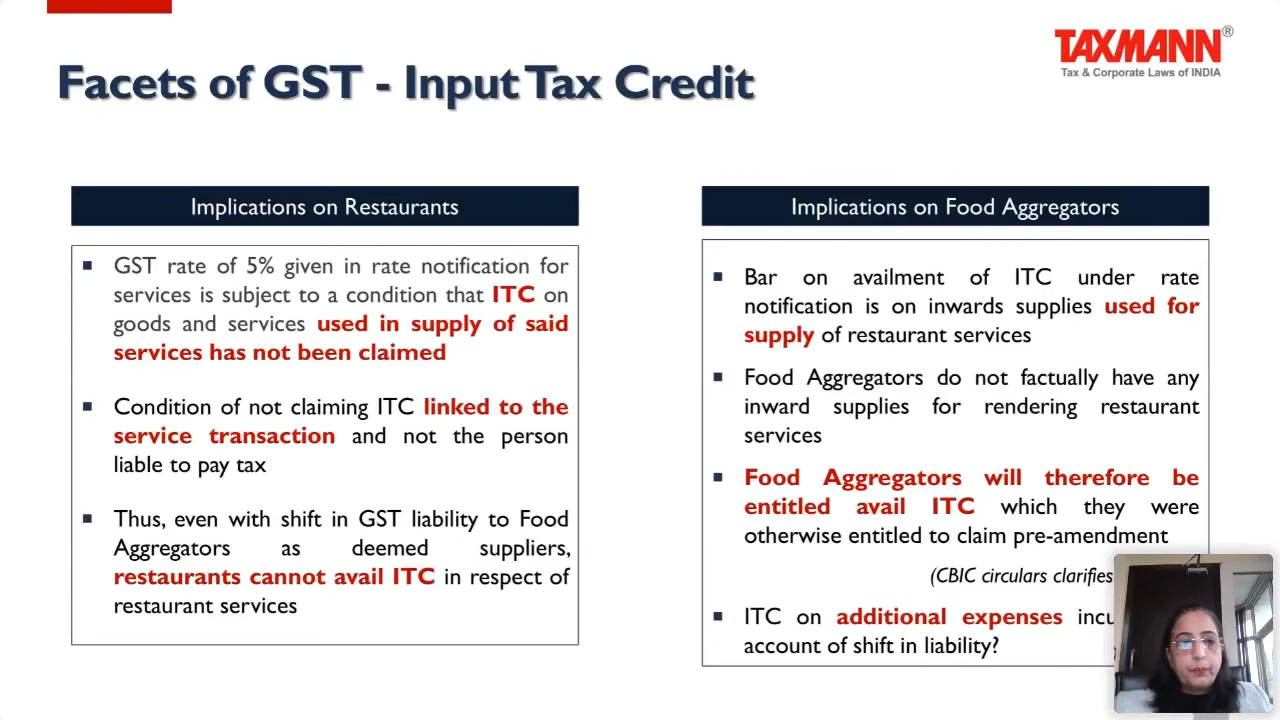 Facets of GST - Input Tax Credit
TAXMANN®
Tax & Corporate Laws of INDIA
Implications on Restaurants
GST rate of 5% given in rate notification for
services is subject to a condition that ITC on
goods and services used in supply of said
services has not been claimed
Condition of not claiming ITC linked to the
service transaction and not the person
liable to pay tax
Thus, even with shift in GST liability to Food
Aggregators as deemed suppliers,
restaurants cannot avail ITC in respect of
restaurant services
Implications on Food Aggregators
Bar on availment of ITC under rate
notification is on inwards supplies used for
supply of restaurant services
Food Aggregators do not factually have any
inward supplies for rendering restaurant
services
Food Aggregators will therefore be
entitled avail ITC which they were
otherwise entitled to claim pre-amendment
(CBIC circulars clarifies
ITC on additional expenses
account of shift in liability?